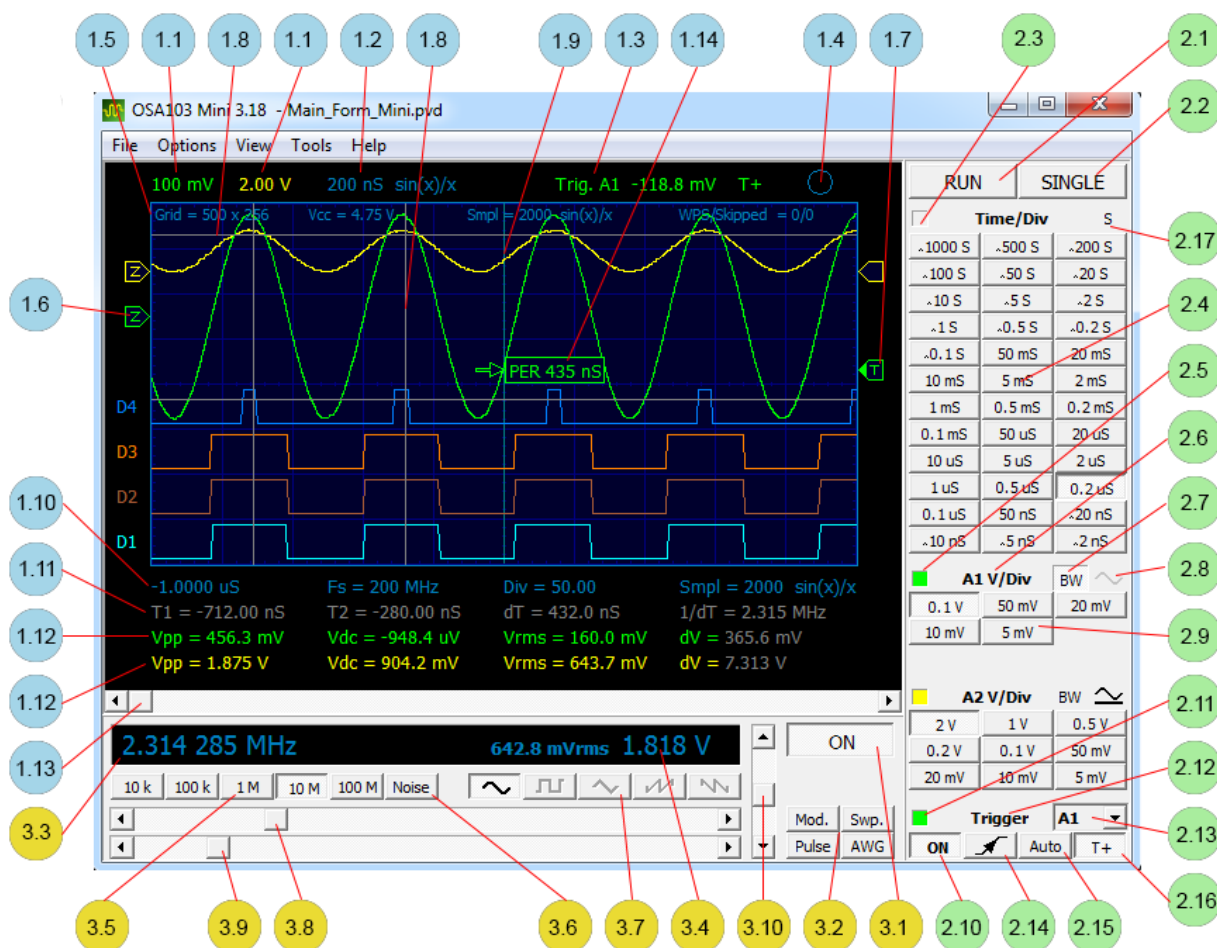 1.5 1.1 1.8 1.1 1.2 1.8 1.9 1.3 1.14 1.4 1.7 2.3 2.1
2.2
OSA103 Mini 3.18 - Main_Form_Mini.pvd
File Options View Tools Help
100 mV 2.00 V 200 nS sin(x)/x Trig. A1 -118.8 mV T+
RUN SINGLE
Grid = 500 x 256 Vcc = 4.75 V Smpl = 2000 sin(x)/x WPS/Skipped = 0/0
Time/Div S
2.17
^1000 S ^500 S ^200 S
^100 S ^50 S ^20 S
^10 S ^5 S ^2 S
^1 S ^0.5 S ^0.2 S
^0.1 S 50 mS 20 mS
10 mS 5 mS 2 mS
1 mS 0.5 mS 0.2 mS
0.1 mS 50 uS 20 uS
10 uS 5 uS 2 uS
1 uS 0.5 uS 0.2 uS
0.1 uS 50 nS ^20 nS
^10 nS ^5 nS ^2 nS
Z
Z
1.6
PER 435 nS
T
2.4
2.5
2.6
2.7
2.8
D4
D3
D2
D1
1.10
1.11
1.12
1.12
1.13
-1.0000 uS Fs = 200 MHz Div = 50.00 Smpl = 2000 sin(x)/x
T1 = -712.00 nS T2 = -280.00 nS dT = 432.0 nS 1/dT = 2.315 MHz
Vpp = 456.3 mV Vdc = -948.4 uV Vrms = 160.0 mV dV = 365.6 mV
Vpp = 1.875 V Vdc = 904.2 mV Vrms = 643.7 mV dV = 7.313 V
A1 V/Div BW
0.1 V 50 mV 20 mV
10 mV 5 mV
2.9
A2 V/Div BW
2 V 1 V 0.5 V
0.2 V 0.1 V 50 mV
20 mV 10 mV 5 mV
2.11
2.12
Trigger A1
2.13
ON Auto T+
2.16
2.314 285 MHz 642.8 mVrms 1.818 V
ON
10 k 100 k 1 M 10 M 100 M Noise
Mod. Swp.
Pulse AWG
3.3
3.5 3.9 3.8 3.6 3.7 3.4 3.10 3.2 3.1 2.10 2.14 2.15